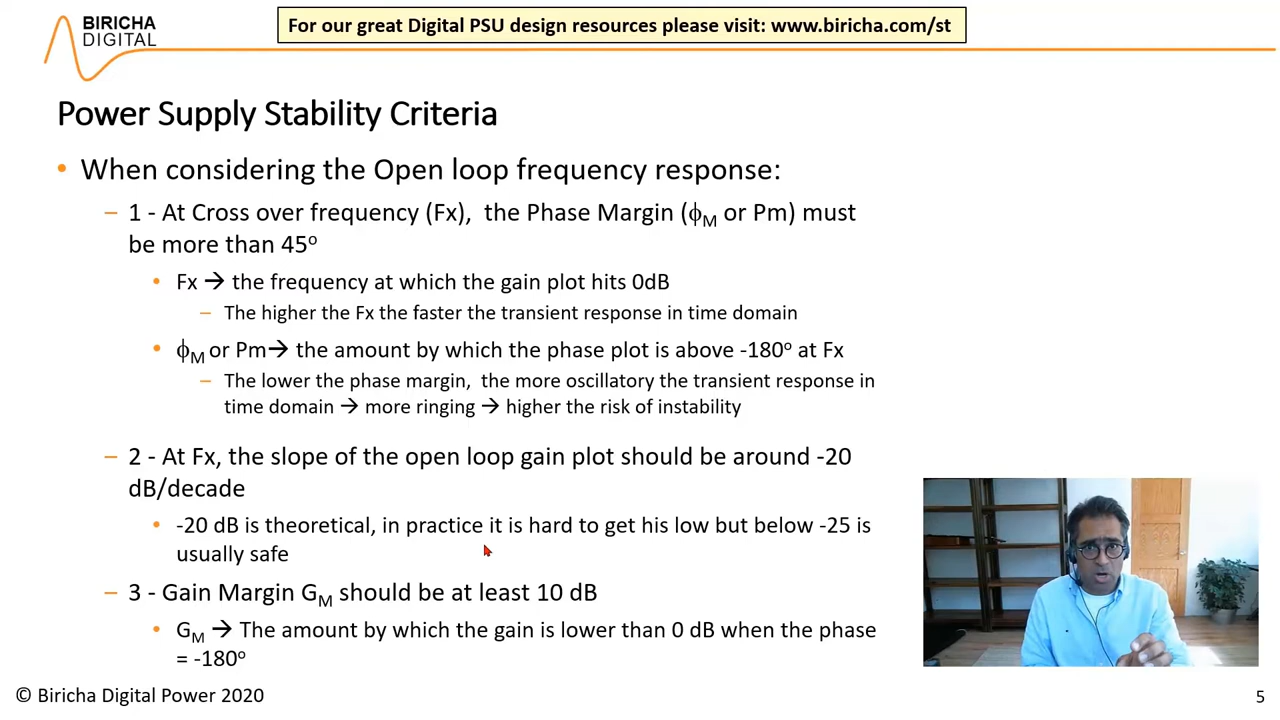 BIRICHA
DIGITAL
For our great Digital PSU design resources please visit: www.biricha.com/st
Power Supply Stability Criteria
• When considering the Open loop frequency response:
– 1 - At Cross over frequency (Fx), the Phase Margin (ϕM or Pm) must
be more than 45º
• Fx → the frequency at which the gain plot hits 0dB
– The higher the Fx the faster the transient response in time domain
• ϕM or Pm→ the amount by which the phase plot is above -180º at Fx
– The lower the phase margin, the more oscillatory the transient response in
time domain → more ringing → higher the risk of instability
– 2 - At Fx, the slope of the open loop gain plot should be around -20
dB/decade
• -20 dB is theoretical, in practice it is hard to get his low but below -25 is
usually safe
– 3 - Gain Margin GM should be at least 10 dB
• GM → The amount by which the gain is lower than 0 dB when the phase
= -180º
© Biricha Digital Power 2020
5